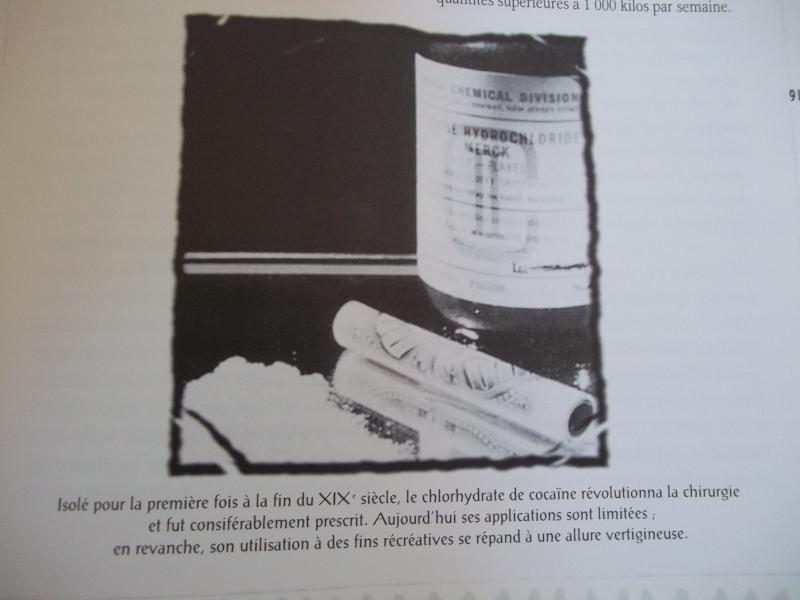 quantités supérieures à 1 000 kilos par semaine.
91
CHEMICAL DIVISION
HYDROCHLORIDE
MERCK
POISON
Isolé pour la première fois à la fin du XIXe siècle, le chlorhydrate de cocaïne révolutionna la chirurgie
et fut consiférablement prescrit. Aujourd'hui ses applications sont limitées ;
en revanche, son utilisation à des fins récréatives se répand à une allure vertigineuse.